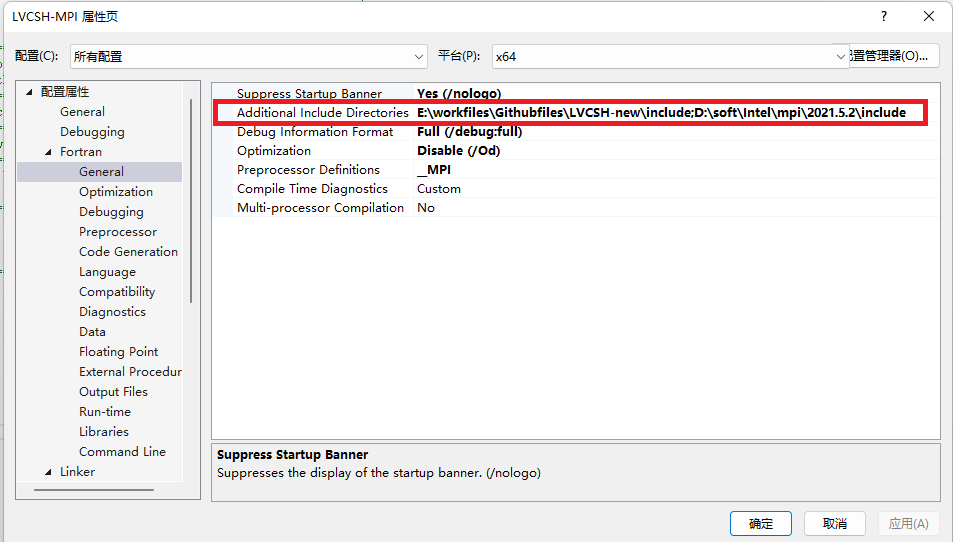 LVCSH-MPI 属性页
?
配置(C):
所有配置
平台(P):
x64
配置管理器(O)...
配置属性
General
Debugging
Fortran
General
Optimization
Debugging
Preprocessor
Code Generation
Language
Compatibility
Diagnostics
Data
Floating Point
External Procedur
Output Files
Run-time
Libraries
Command Line
Linker
Suppress Startup Banner Yes (/nologo)
Additional Include Directories E:\workfiles\Githubfiles\LVCSH-new\include;D:\soft\Intel\mpi\2021.5.2\include
Debug Information Format Full (/debug:full)
Optimization Disable (/Od)
Preprocessor Definitions __MPI
Compile Time Diagnostics Custom
Multi-processor Compilation No
Suppress Startup Banner
Suppresses the display of the startup banner. (/nologo)
确定
取消
应用(A)